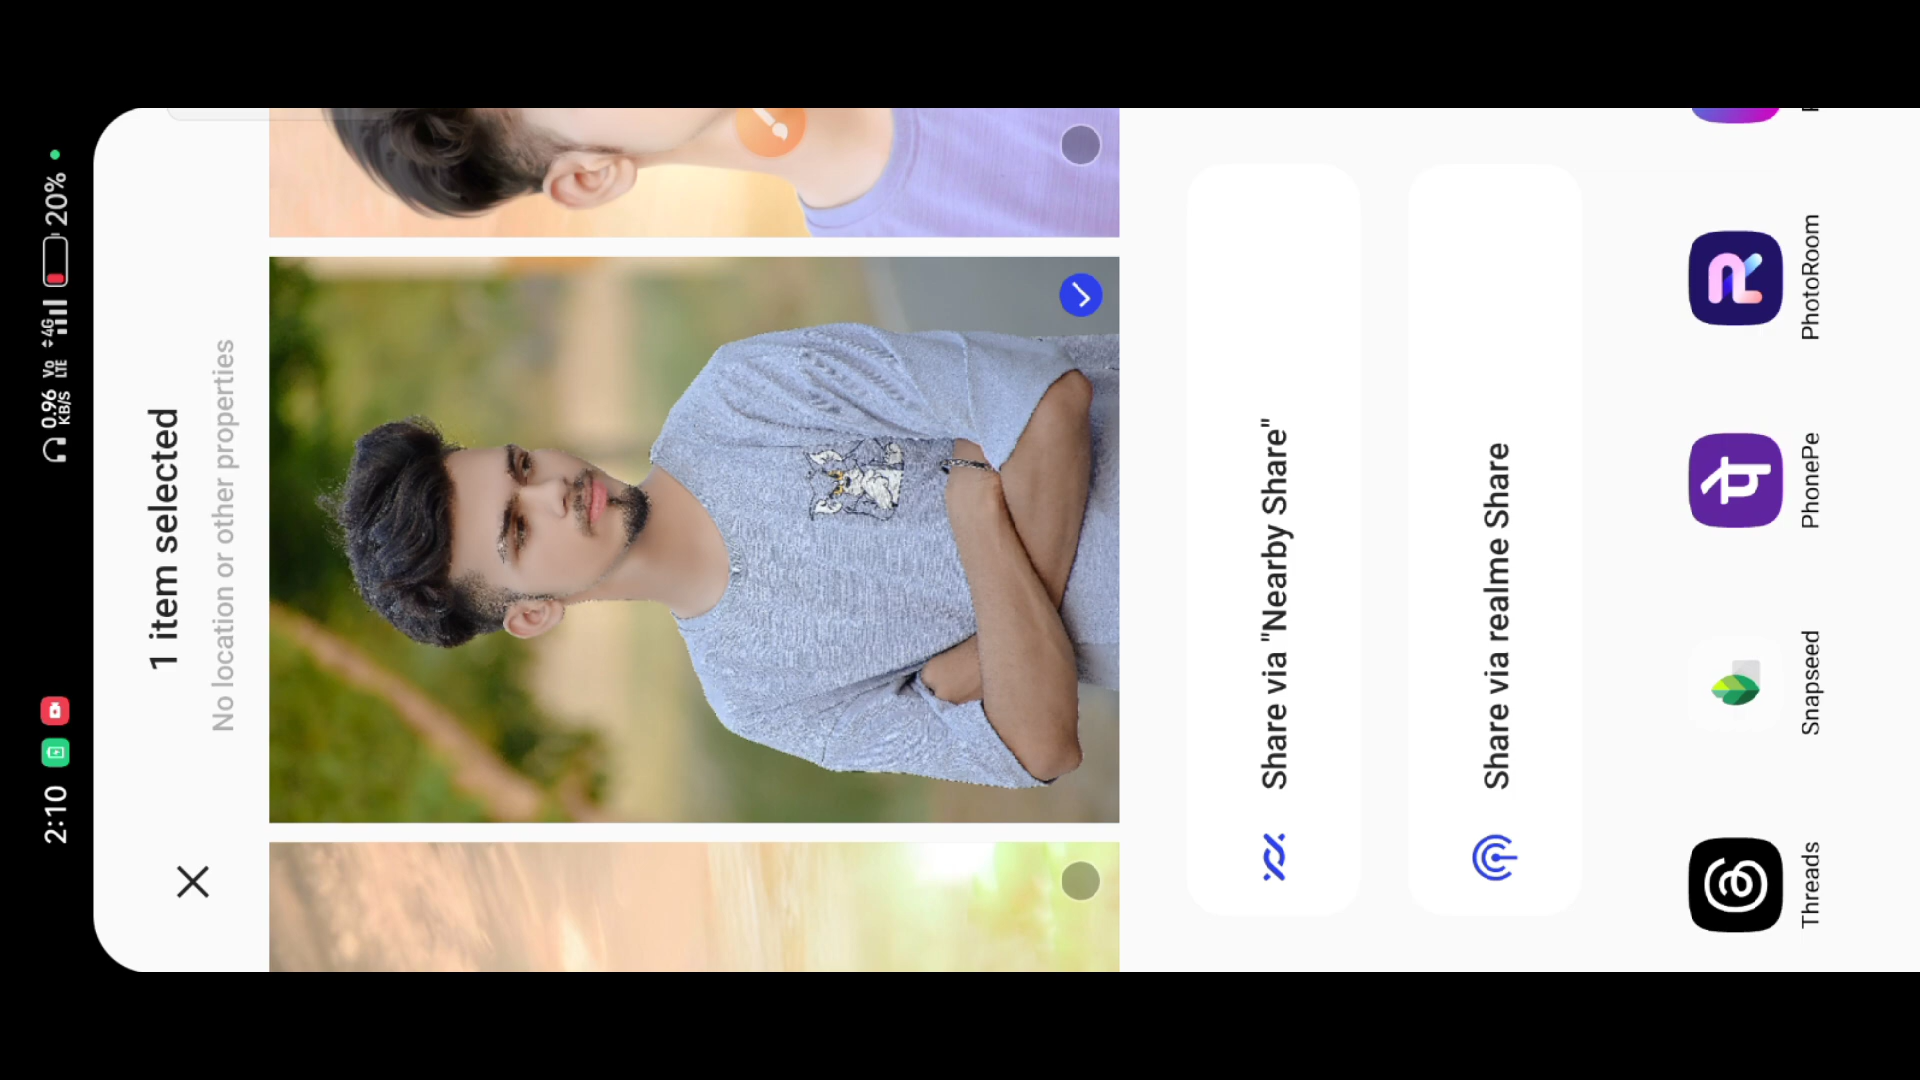 2:10
0.96 KB/S
Vo LTE
4G
20%
1 item selected
No location or other properties
Share via "Nearby Share"
Share via realme Share
Threads
Snapseed
PhonePe
PhotoRoom